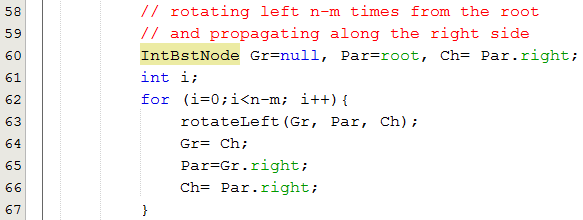 58 // rotating left n-m times from the root
59 // and propagating along the right side
60 IntBstNode Gr=null, Par=root, Ch= Par.right;
61 int i;
62 for (i=0;i<n-m; i++){
63 rotateLeft(Gr, Par, Ch);
64 Gr= Ch;
65 Par=Gr.right;
66 Ch= Par.right;
67 }